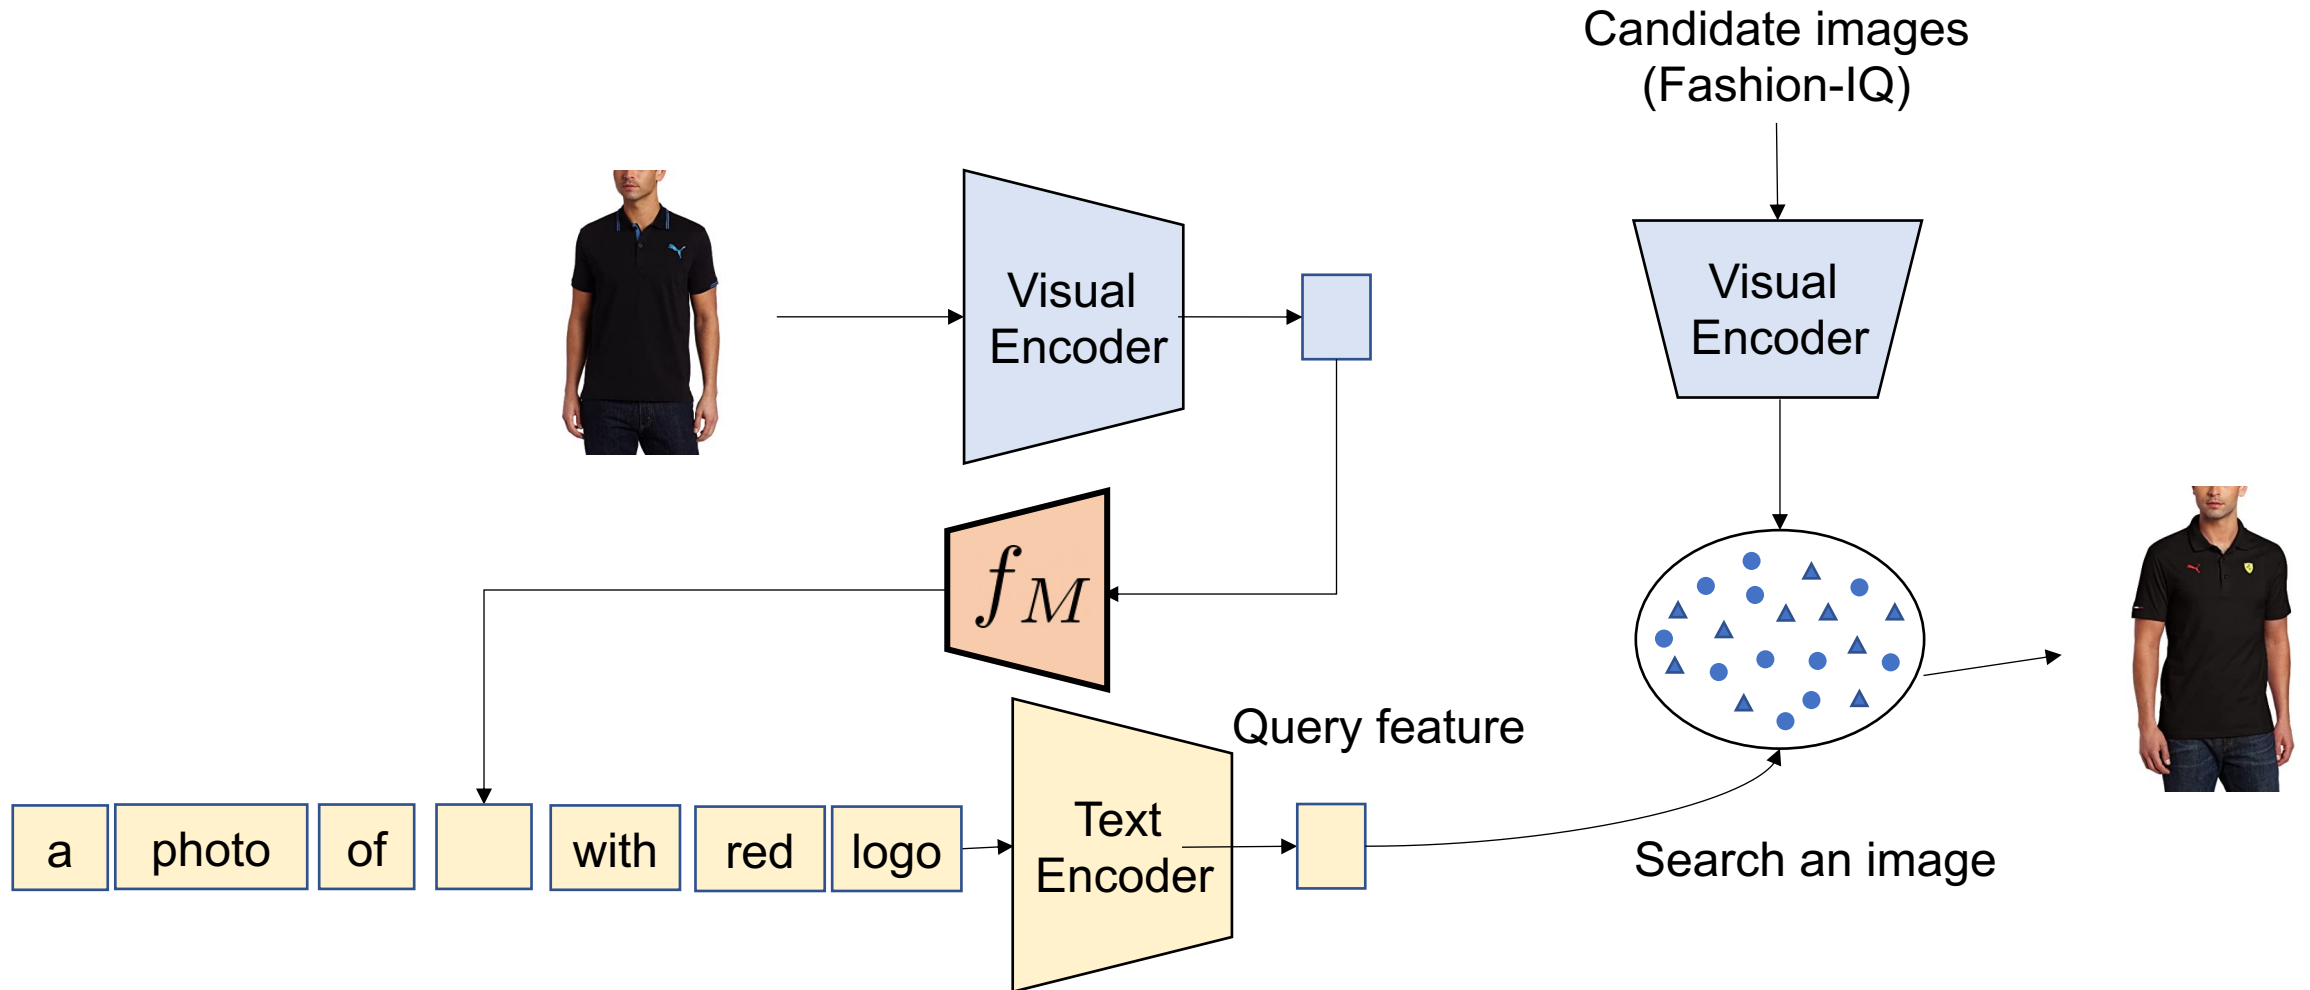 Candidate images
(Fashion-IQ)
Visual
Encoder
Visual
Encoder
f_M
Query feature
a photo of with red logo
Text
Encoder
Search an image